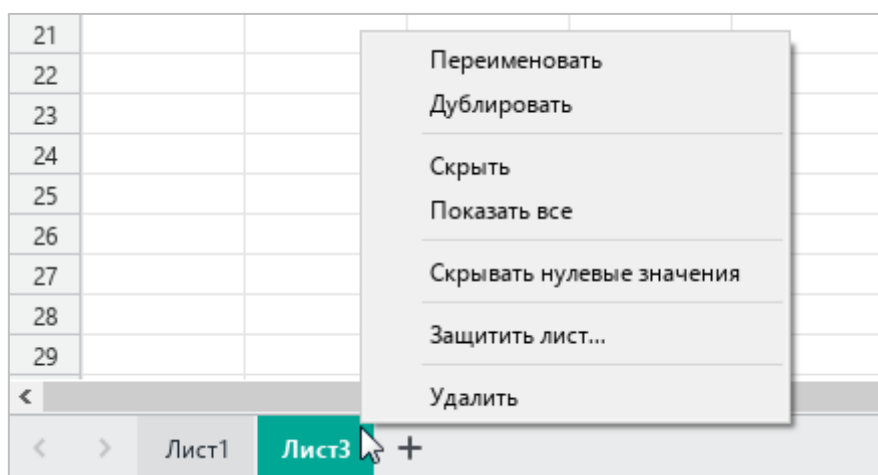 21
22
23
24
25
26
27
28
29
Переименовать
Дублировать
Скрыть
Показать все
Скрывать нулевые значения
Защитить лист...
Удалить
Лист1 Лист3 +